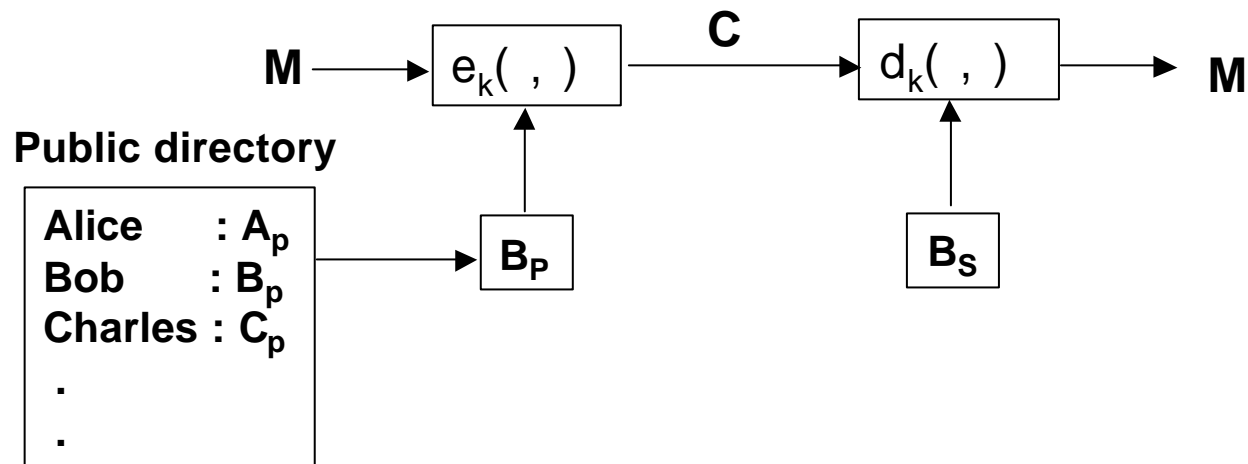 C
M e_k( , ) d_k( , ) M
Public directory
Alice : A_p
Bob : B_p
Charles : C_p
.
.
B_P
B_S